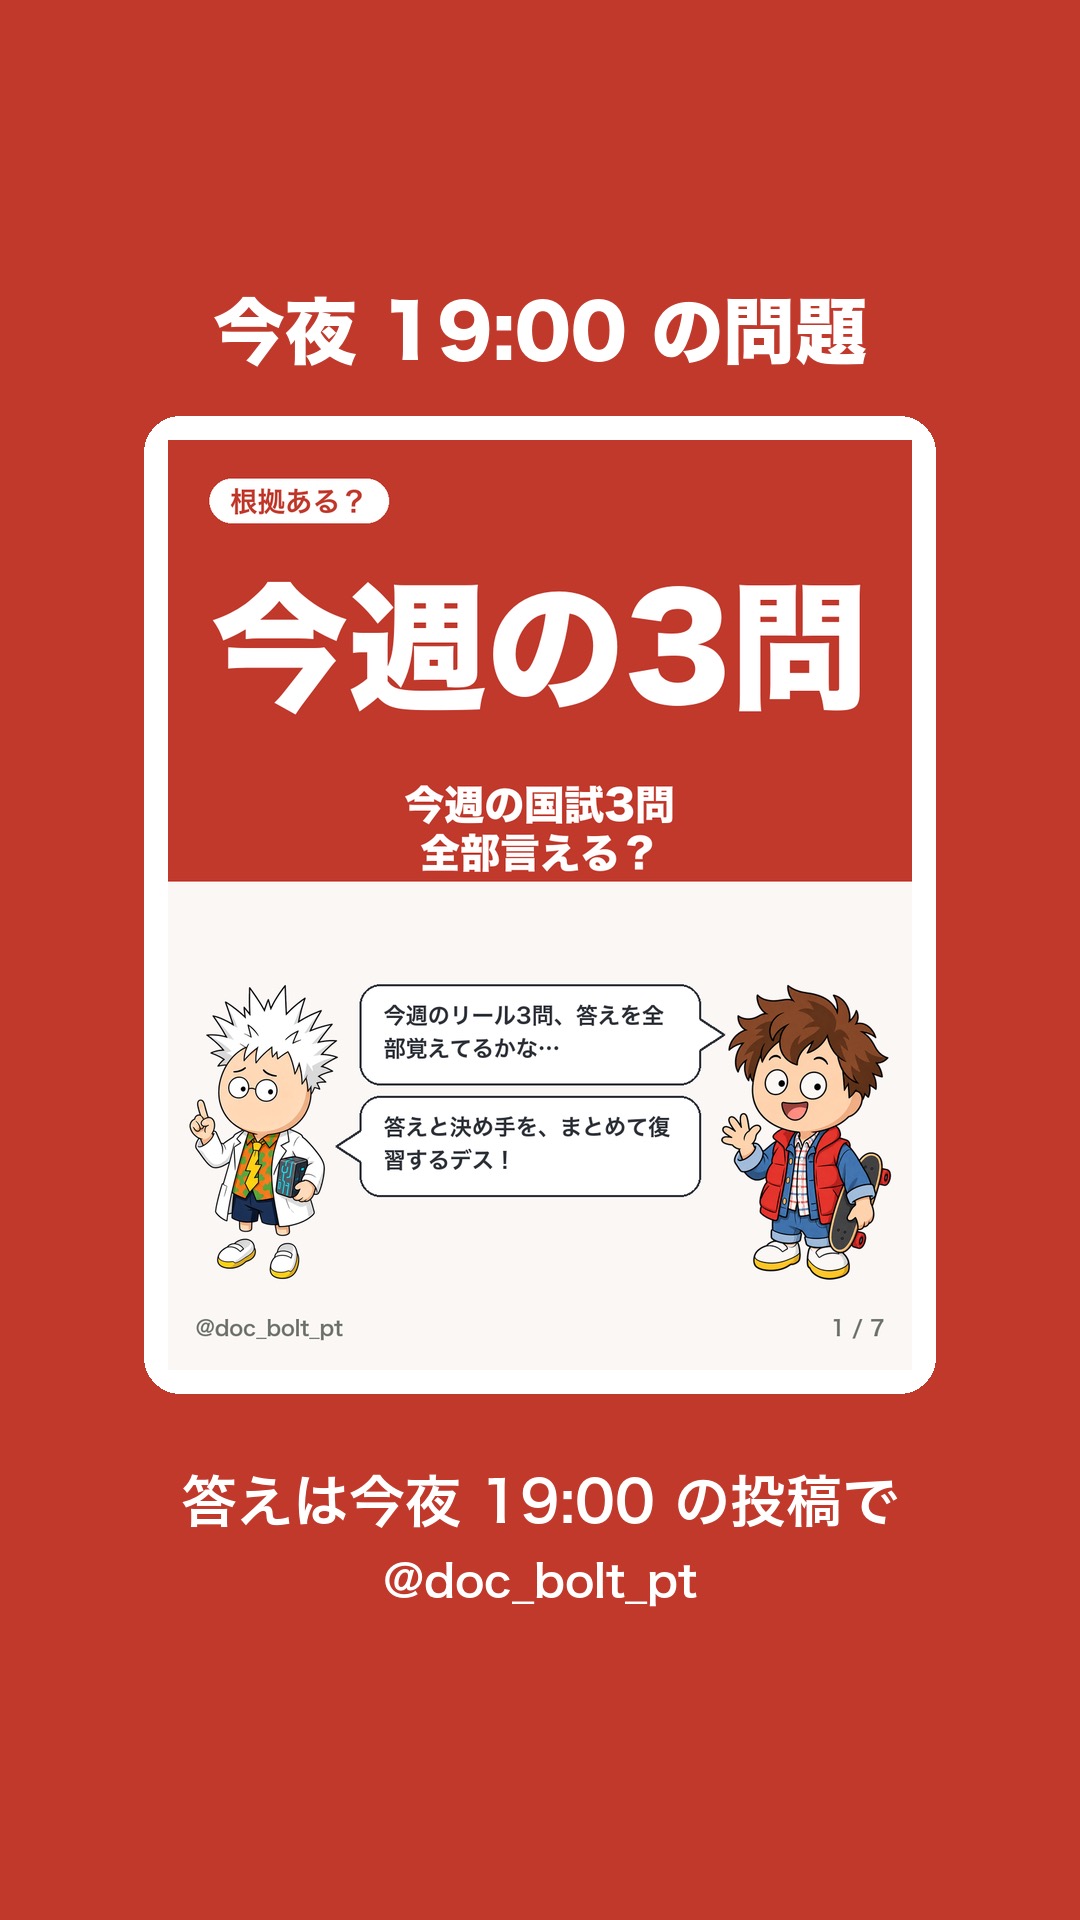 今夜 19:00 の問題
根拠ある？
今週の3問
今週の国試3問
全部言える？
今週のリール3問、答えを全
部覚えてるかな…
答えと決め手を、まとめて復
習するデス！
@doc_bolt_pt
1 / 7
答えは今夜 19:00 の投稿で
@doc_bolt_pt